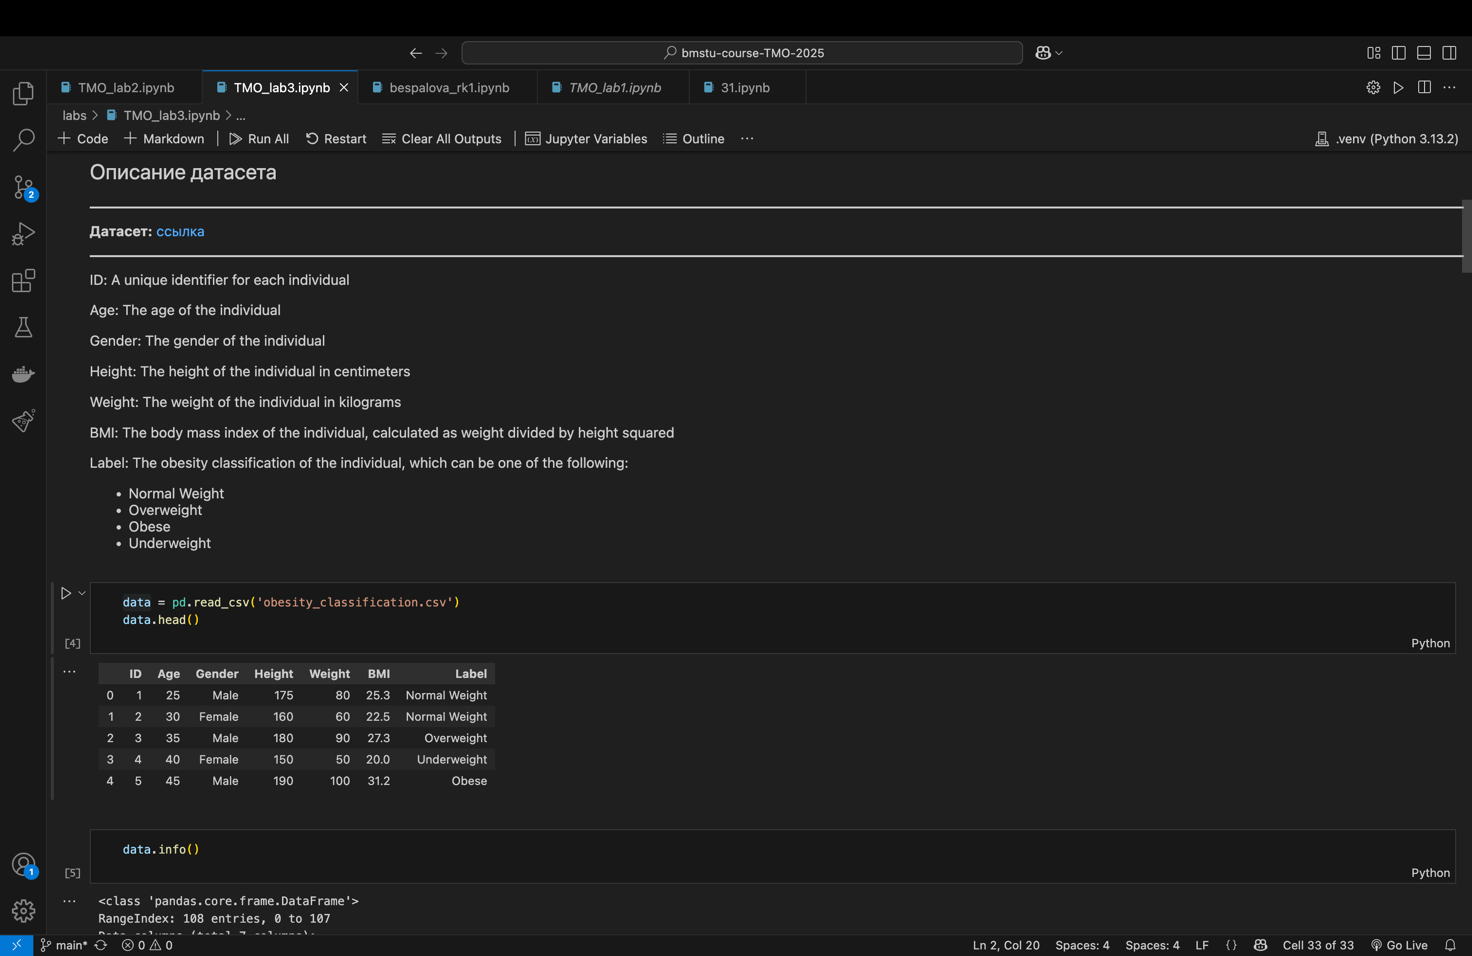 bmstu-course-TMO-2025
TMO_lab2.ipynb
TMO_lab3.ipynb
bespalova_rk1.ipynb
TMO_lab1.ipynb
31.ipynb
labs > TMO_lab3.ipynb > ...
Code
Markdown
Run All
Restart
Clear All Outputs
Jupyter Variables
Outline
...
.venv (Python 3.13.2)
Описание датасета
Датасет: ссылка
ID: A unique identifier for each individual
Age: The age of the individual
Gender: The gender of the individual
Height: The height of the individual in centimeters
Weight: The weight of the individual in kilograms
BMI: The body mass index of the individual, calculated as weight divided by height squared
Label: The obesity classification of the individual, which can be one of the following:
• Normal Weight
• Overweight
• Obese
• Underweight
data = pd.read_csv('obesity_classification.csv')
data.head()
[4]
Python
ID Age Gender Height Weight BMI Label
0 1 25 Male 175 80 25.3 Normal Weight
1 2 30 Female 160 60 22.5 Normal Weight
2 3 35 Male 180 90 27.3 Overweight
3 4 40 Female 150 50 20.0 Underweight
4 5 45 Male 190 100 31.2 Obese
data.info()
[5]
Python
<class 'pandas.core.frame.DataFrame'>
RangeIndex: 108 entries, 0 to 107
2
1
main*
0 0
Ln 2, Col 20
Spaces: 4
Spaces: 4
LF
{}
Cell 33 of 33
Go Live